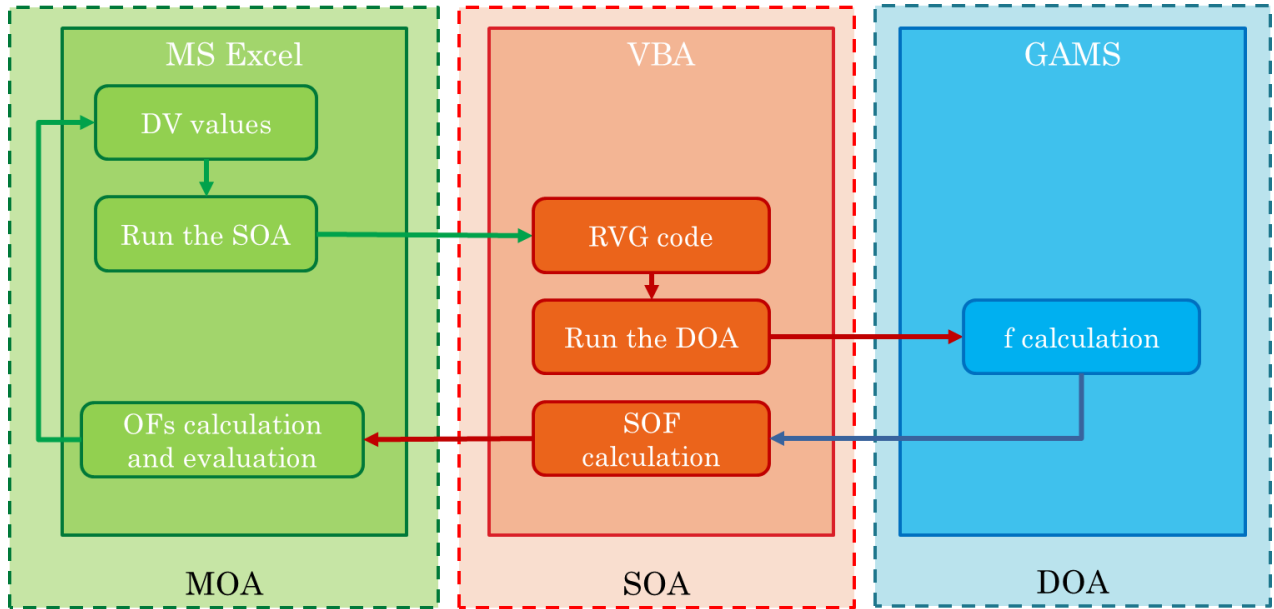 MS Excel
DV values
Run the SOA
OFs calculation
and evaluation
MOA
VBA
RVG code
Run the DOA
SOF
calculation
SOA
GAMS
f calculation
DOA